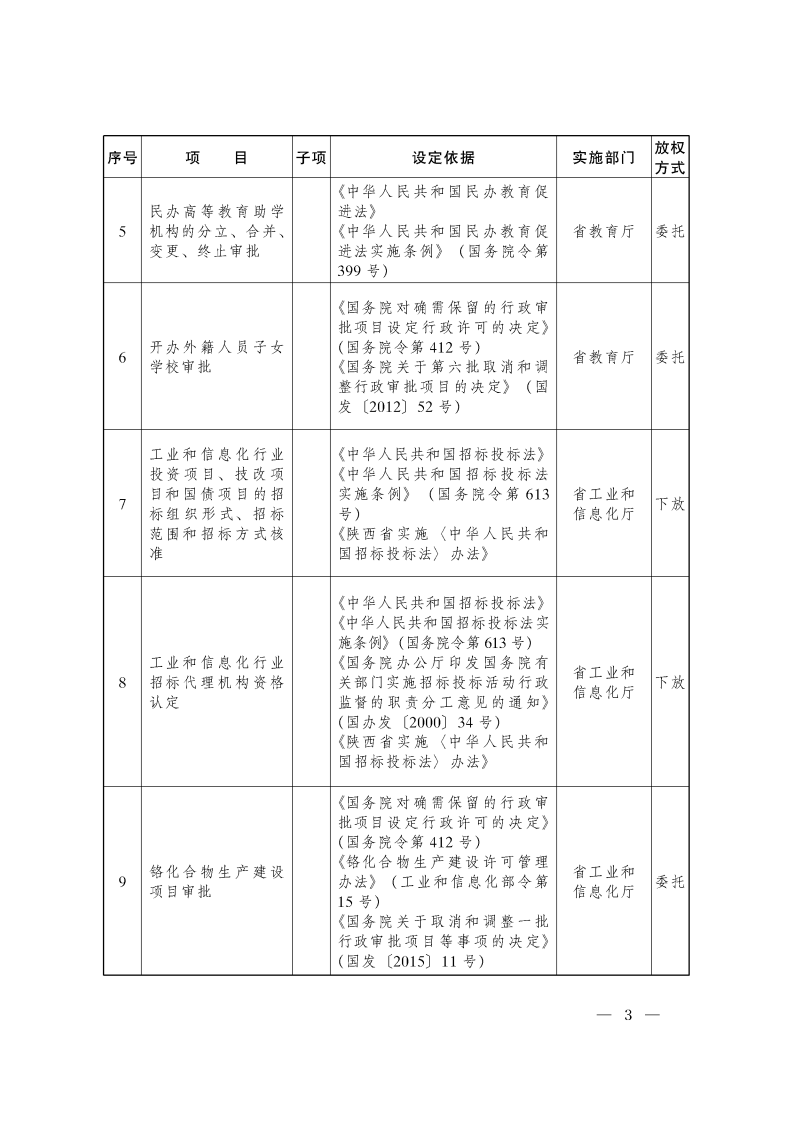 序号 项 目 子项 设定依据 实施部门 放权方式
5
民办高等教育助学
机构的分立、合并、
变更、终止审批
《中华人民共和国民办教育促
进法》
《中华人民共和国民办教育促
进法实施条例》（国务院令第
399 号）
省教育厅
委托
6
开办外籍人员子女
学校审批
《国务院对确需保留的行政审
批项目设定行政许可的决定》
（国务院令第 412 号）
《国务院关于第六批取消和调
整行政审批项目的决定》（国
发〔2012〕52 号）
省教育厅
委托
7
工业和信息化行业
投资项目、技改项
目和国债项目的招
标组织形式、招标
范围和招标方式核
准
《中华人民共和国招标投标法》
《中华人民共和国招标投标法
实施条例》（国务院令第 613
号）
《陕西省实施〈中华人民共和
国招标投标法〉办法》
省工业和
信息化厅
下放
8
工业和信息化行业
招标代理机构资格
认定
《中华人民共和国招标投标法》
《中华人民共和国招标投标法实
施条例》（国务院令第 613 号）
《国务院办公厅印发国务院有
关部门实施招标投标活动行政
监督的职责分工意见的通知》
（国办发〔2000〕34 号）
《陕西省实施〈中华人民共和
国招标投标法〉办法》
省工业和
信息化厅
下放
9
铬化合物生产建设
项目审批
《国务院对确需保留的行政审
批项目设定行政许可的决定》
（国务院令第 412 号）
《铬化合物生产建设许可管理
办法》（工业和信息化部令第
15 号）
《国务院关于取消和调整一批
行政审批项目等事项的决定》
（国发〔2015〕11 号）
省工业和
信息化厅
委托
— 3 —